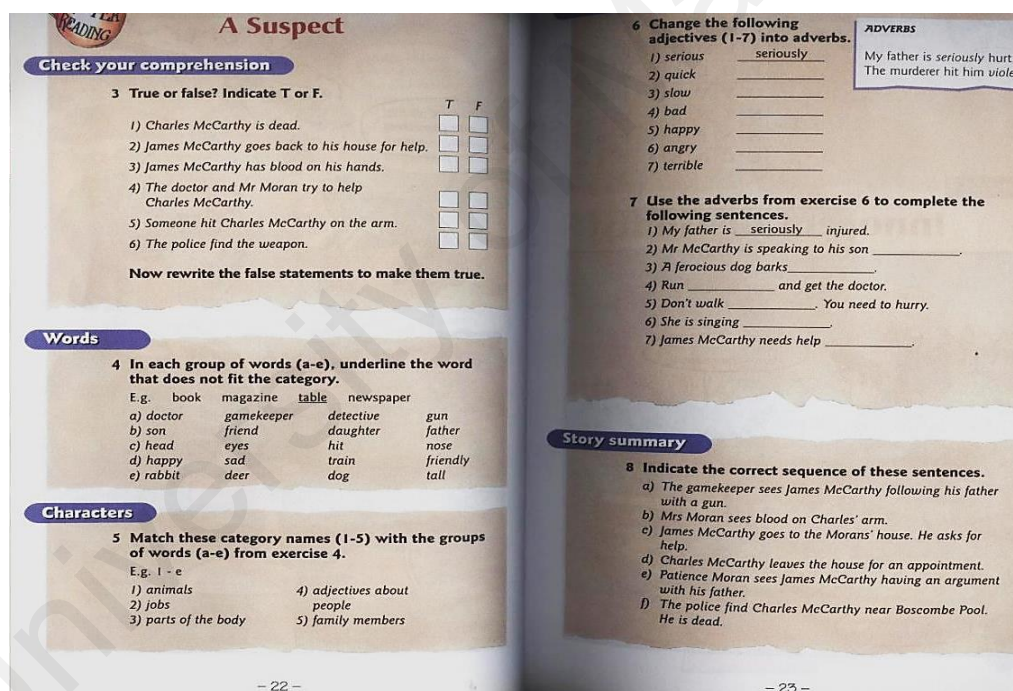 READING
A Suspect
Check your comprehension
3 True or false? Indicate T or F.
T F
1) Charles McCarthy is dead.
2) James McCarthy goes back to his house for help.
3) James McCarthy has blood on his hands.
4) The doctor and Mr Moran try to help
Charles McCarthy.
5) Someone hit Charles McCarthy on the arm.
6) The police find the weapon.
Now rewrite the false statements to make them true.
Words
4 In each group of words (a-e), underline the word
that does not fit the category.
E.g. book magazine table newspaper
a) doctor gamekeeper detective gun
b) son friend daughter father
c) head eyes hit nose
d) happy sad train friendly
e) rabbit deer dog tall
Characters
5 Match these category names (1-5) with the groups
of words (a-e) from exercise 4.
E.g. 1 - e
1) animals
2) jobs
3) parts of the body
4) adjectives about
people
5) family members
- 22 -
6 Change the following
adjectives (1-7) into adverbs.
1) serious seriously
2) quick
3) slow
4) bad
5) happy
6) angry
7) terrible
ADVERBS
My father is seriously hurt
The murderer hit him
7 Use the adverbs from exercise 6 to complete the
following sentences.
1) My father is seriously injured.
2) Mr McCarthy is speaking to his son ____.
3) A ferocious dog barks____.
4) Run ____ and get the doctor.
5) Don't walk ____. You need to hurry.
6) She is singing ____.
7) James McCarthy needs help ____.
Story summary
8 Indicate the correct sequence of these sentences.
a) The gamekeeper sees James McCarthy following his father
with a gun.
b) Mrs Moran sees blood on Charles' arm.
c) James McCarthy goes to the Morans' house. He asks for
help.
d) Charles McCarthy leaves the house for an appointment.
e) Patience Moran sees James McCarthy having an argument
with his father.
f) The police find Charles McCarthy near Boscombe Pool.
He is dead.
- 23 -
University of